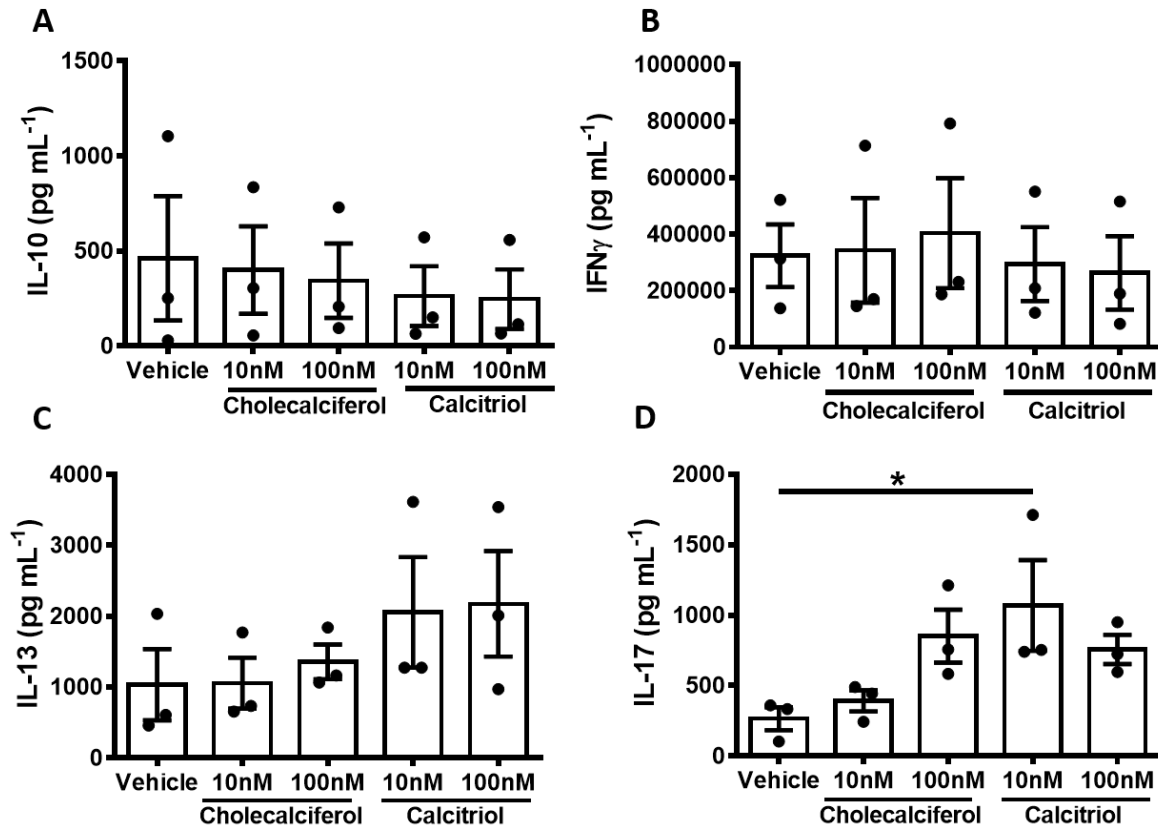 A
IL-10 (pg mL⁻¹)
1500
1000
500
0
Vehicle 10nM 100nM 10nM 100nM
Cholecalciferol Calcitriol
B
IFNγ (pg mL⁻¹)
1000000
800000
600000
400000
200000
0
Vehicle 10nM 100nM 10nM 100nM
Cholecalciferol Calcitriol
C
IL-13 (pg mL⁻¹)
4000
3000
2000
1000
0
Vehicle 10nM 100nM 10nM 100nM
Cholecalciferol Calcitriol
D
IL-17 (pg mL⁻¹)
2000
1500
1000
500
0
*
Vehicle 10nM 100nM 10nM 100nM
Cholecalciferol Calcitriol